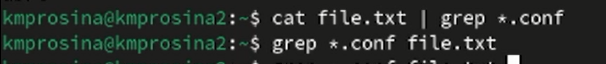 kmprosina@kmprosina2:~$ cat file.txt | grep *.conf
kmprosina@kmprosina2:~$ grep *.conf file.txt